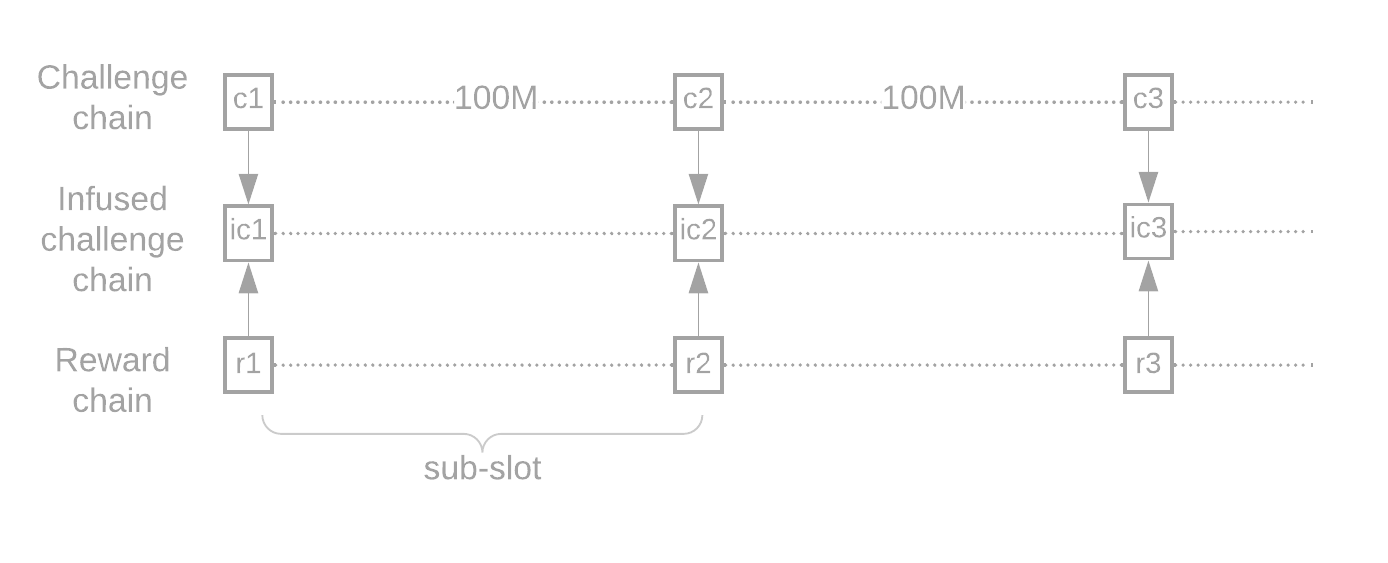 Challenge
chain
c1
100M
c2
100M
c3
Infused
challenge
chain
ic1
ic2
ic3
Reward
chain
r1
r2
r3
sub-slot